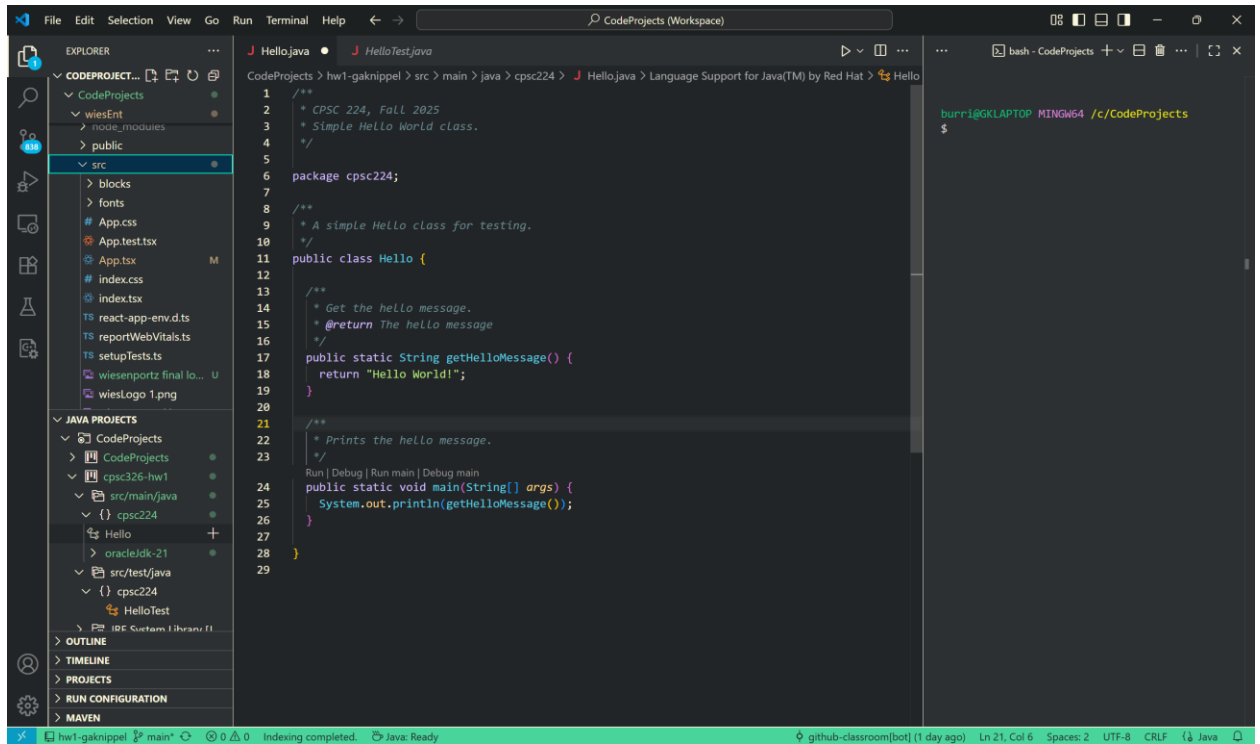 File Edit Selection View Go Run Terminal Help
CodeProjects (Workspace)
EXPLORER
CODEPROJECT...
CodeProjects
wiesEnt
node_modules
public
src
blocks
fonts
# App.css
App.test.tsx
App.tsx M
# index.css
index.tsx
TS react-app-env.d.ts
TS reportWebVitals.ts
TS setupTests.ts
wiesenportz final lo... U
wiesLogo 1.png
JAVA PROJECTS
CodeProjects
CodeProjects
cpsc326-hw1
src/main/java
{} cpsc224
Hello
oracleJdk-21
src/test/java
{} cpsc224
HelloTest
JRE System Library [J
OUTLINE
TIMELINE
PROJECTS
RUN CONFIGURATION
MAVEN
1
838
J Hello.java J HelloTest.java
CodeProjects > hw1-gaknippel > src > main > java > cpsc224 > J Hello.java > Language Support for Java(TM) by Red Hat > Hello
1 /**
2 * CPSC 224, Fall 2025
3 * Simple Hello World class.
4 */
5
6 package cpsc224;
7
8 /**
9 * A simple Hello class for testing.
10 */
11 public class Hello {
12
13 /**
14 * Get the hello message.
15 * @return The hello message
16 */
17 public static String getHelloMessage() {
18 return "Hello World!";
19 }
20
21 /**
22 * Prints the hello message.
23 */
Run | Debug | Run main | Debug main
24 public static void main(String[] args) {
25 System.out.println(getHelloMessage());
26 }
27
28 }
29
bash - CodeProjects
burri@GKLAPTOP MINGW64 /c/CodeProjects
$
hw1-gaknippel main* 0 0 Indexing completed. Java: Ready
github-classroom[bot] (1 day ago) Ln 21, Col 6 Spaces: 2 UTF-8 CRLF Java